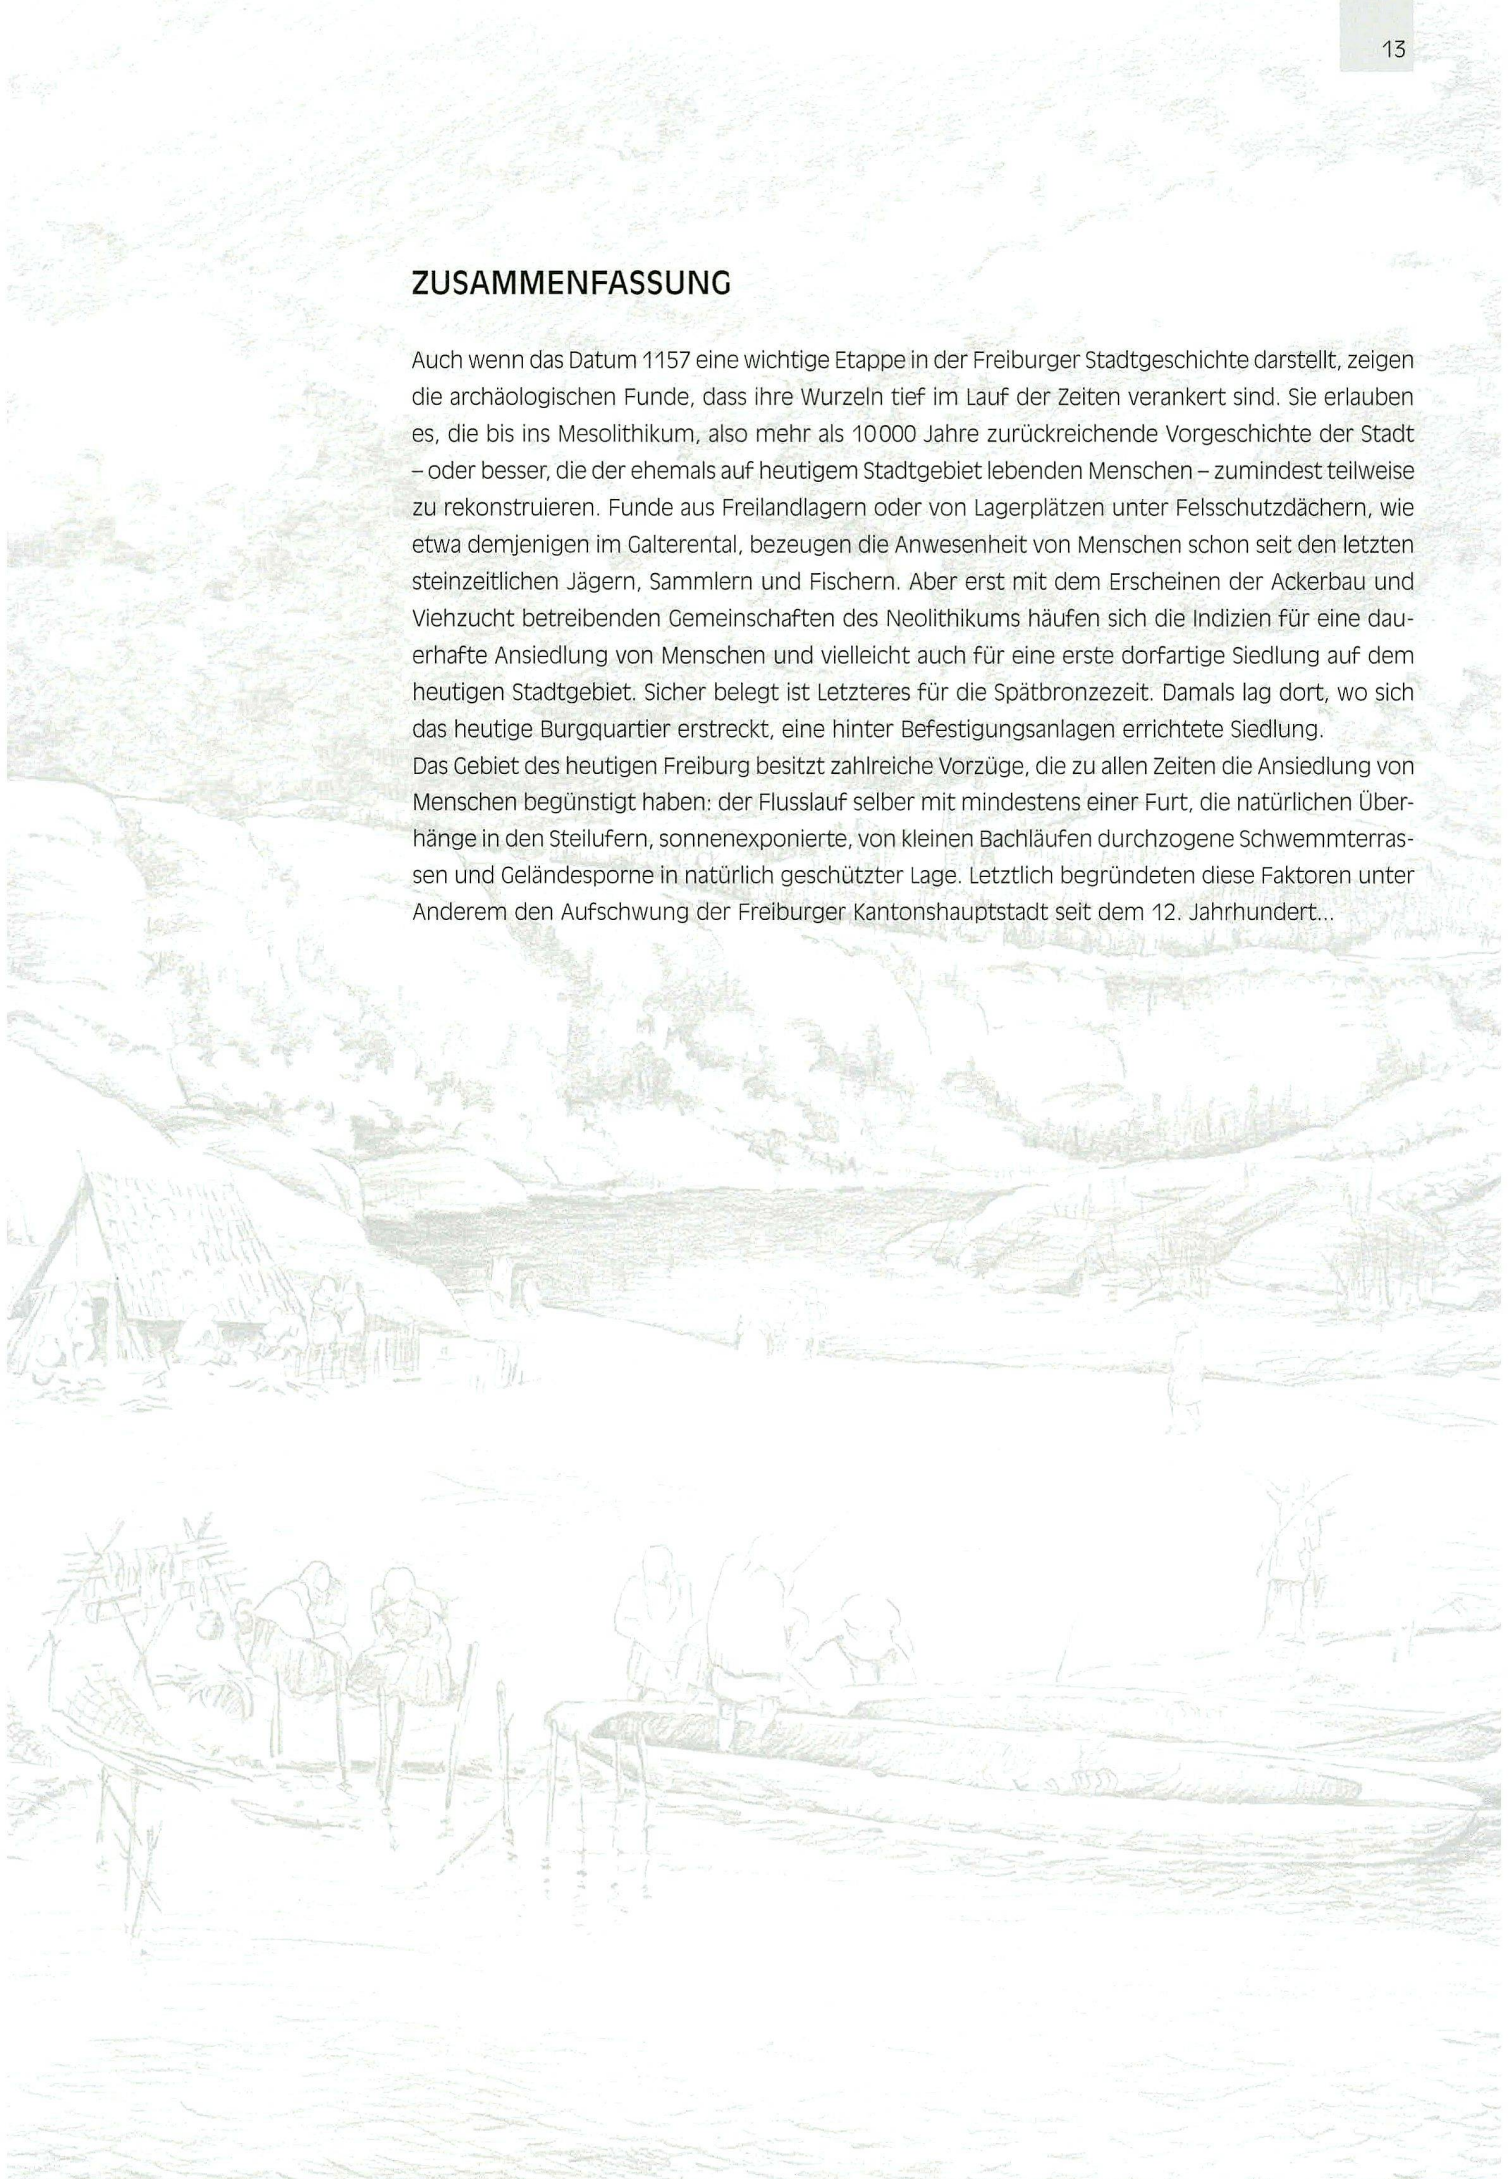 13
ZUSAMMENFASSUNG
Auch wenn das Datum 1157 eine wichtige Etappe in der Freiburger Stadtgeschichte darstellt, zeigen
die archäologischen Funde, dass ihre Wurzeln tief im Lauf der Zeiten verankert sind. Sie erlauben
es, die bis ins Mesolithikum, also mehr als 10000 Jahre zurückreichende Vorgeschichte der Stadt
– oder besser, die der ehemals auf heutigem Stadtgebiet lebenden Menschen – zumindest teilweise
zu rekonstruieren. Funde aus Freilandlagern oder von Lagerplätzen unter Felsschutzdächern, wie
etwa demjenigen im Galterental, bezeugen die Anwesenheit von Menschen schon seit den letzten
steinzeitlichen Jägern, Sammlern und Fischern. Aber erst mit dem Erscheinen der Ackerbau und
Viehzucht betreibenden Gemeinschaften des Neolithikums häufen sich die Indizien für eine dau-
erhafte Ansiedlung von Menschen und vielleicht auch für eine erste dorfartige Siedlung auf dem
heutigen Stadtgebiet. Sicher belegt ist Letzteres für die Spätbronzezeit. Damals lag dort, wo sich
das heutige Burgquartier erstreckt, eine hinter Befestigungsanlagen errichtete Siedlung.
Das Gebiet des heutigen Freiburg besitzt zahlreiche Vorzüge, die zu allen Zeiten die Ansiedlung von
Menschen begünstigt haben: der Flusslauf selber mit mindestens einer Furt, die natürlichen Über-
hänge in den Steilufern, sonnenexponierte, von kleinen Bachläufen durchzogene Schwemmterras-
sen und Geländesporne in natürlich geschützter Lage. Letztlich begründeten diese Faktoren unter
Anderem den Aufschwung der Freiburger Kantonshauptstadt seit dem 12. Jahrhundert...